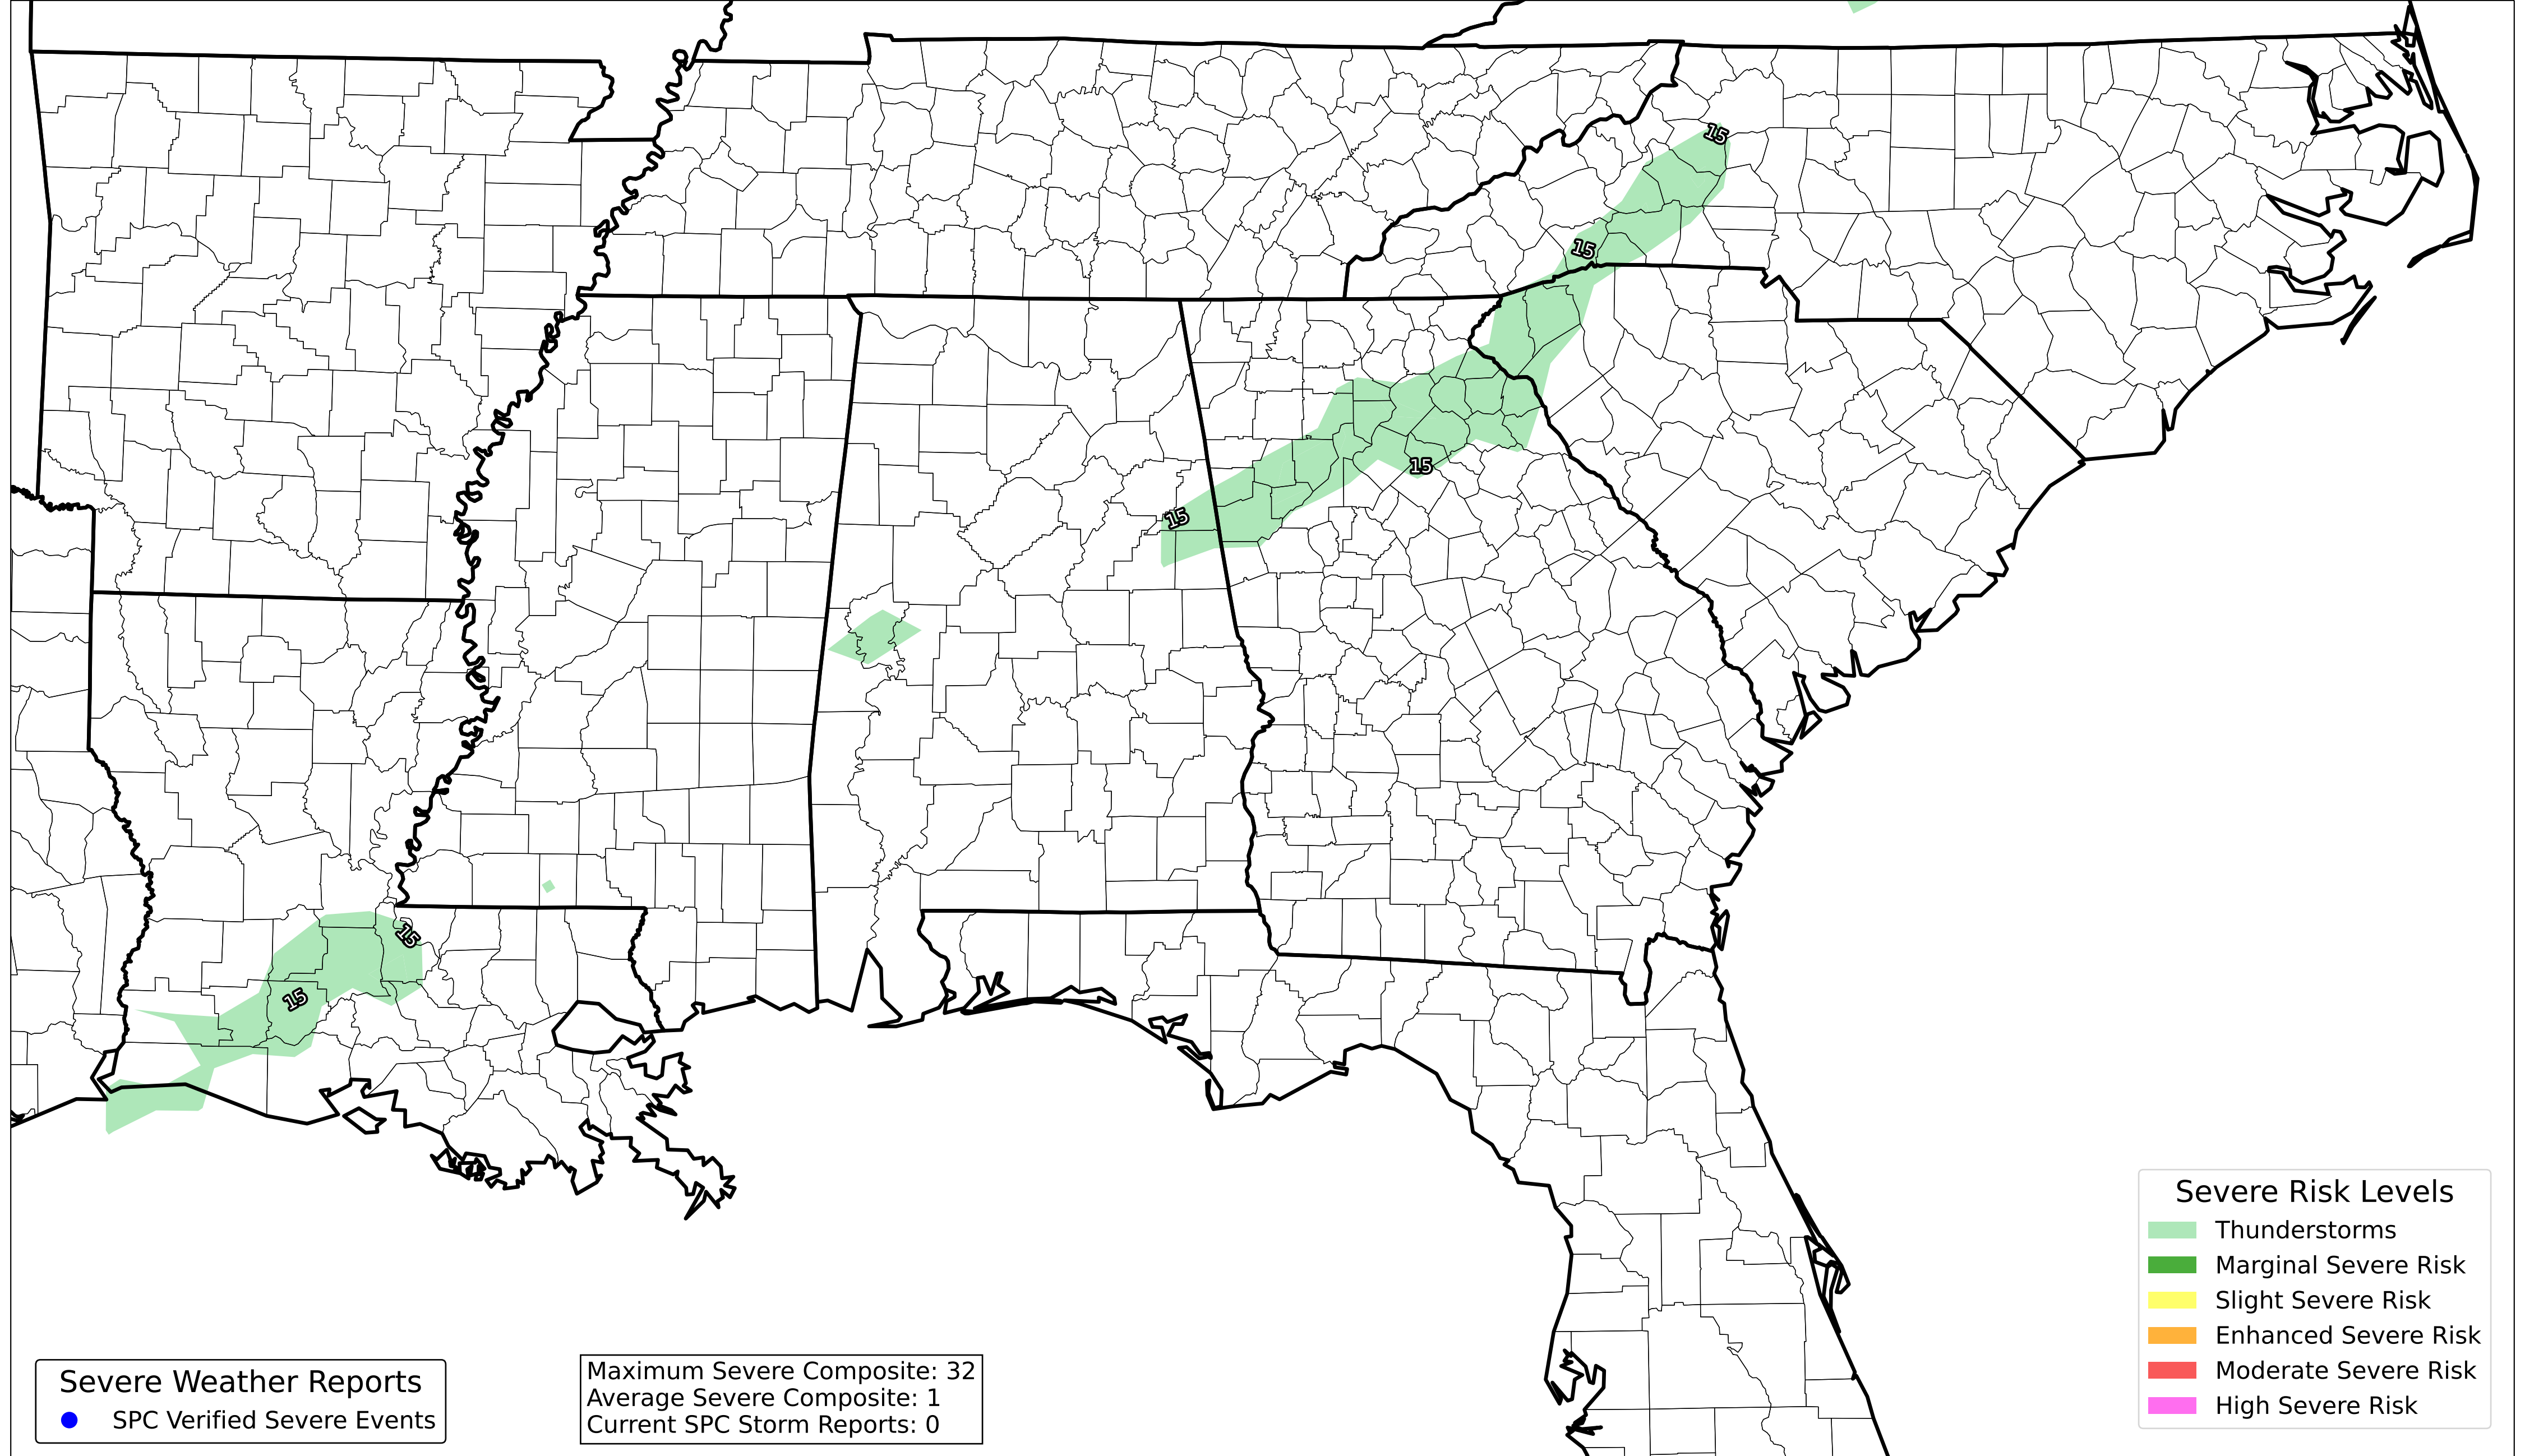 15
15
15
15
15
15
Severe Risk Levels
Thunderstorms
Marginal Severe Risk
Slight Severe Risk
Enhanced Severe Risk
Moderate Severe Risk
High Severe Risk
Severe Weather Reports
SPC Verified Severe Events
Maximum Severe Composite: 32
Average Severe Composite: 1
Current SPC Storm Reports: 0